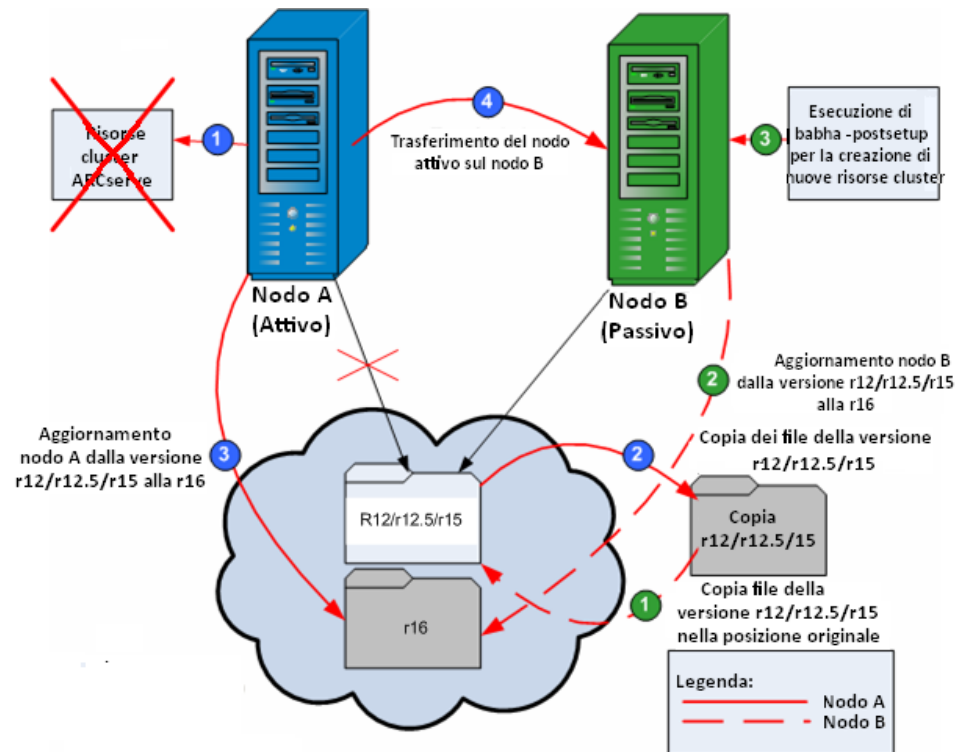 Risorse
cluster
ARCserve
1
4
Trasferimento del nodo
attivo sul nodo B
3
Esecuzione di
babha -postsetup
per la creazione di
nuove risorse cluster
Nodo A
(Attivo)
Nodo B
(Passivo)
2
Aggiornamento nodo B
dalla versione r12/r12.5/r15
alla r16
Aggiornamento
nodo A dalla versione
r12/r12.5/r15 alla r16
3
2
Copia dei file della versione
r12/r12.5/r15
R12/r12.5/r15
Copia
r12/r12.5/15
r16
1
Copia file della
versione r12/r12.5/r15
nella posizione originale
Legenda:
Nodo A
Nodo B